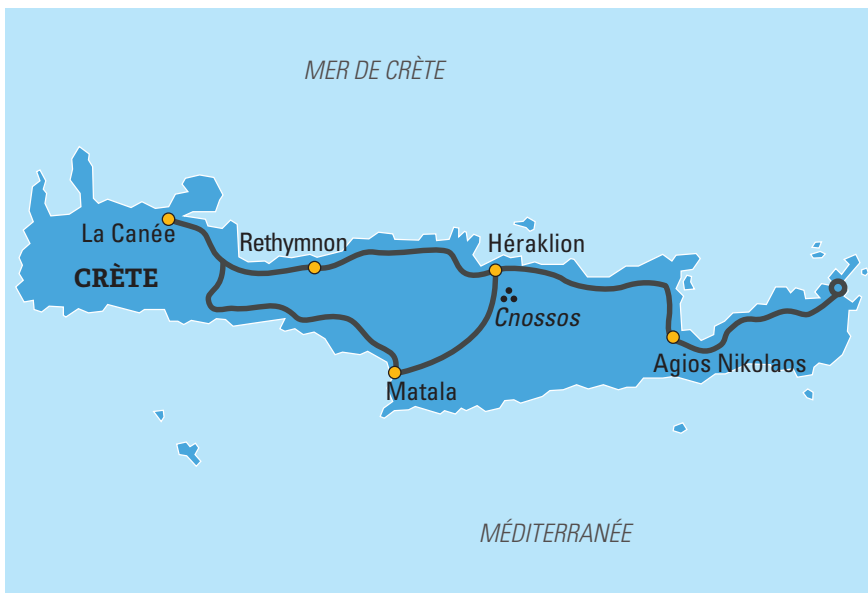 MER DE CRÈTE
La Canée
Rethymnon
Héraklion
CRÈTE
Cnossos
Agios Nikolaos
Matala
MÉDITERRANÉE